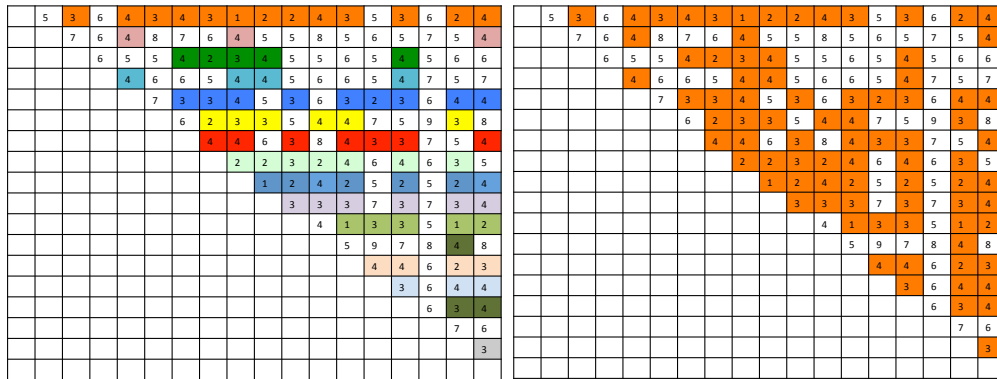 5 3 6 4 3 4 3 1 2 2 4 3 5 3 6 2 4
7 6 4 8 7 6 4 5 5 8 5 6 5 7 5 4
6 5 5 4 2 3 4 5 5 6 5 4 5 6 6
4 6 6 5 4 4 5 6 6 5 4 7 5 7
7 3 3 4 5 3 6 3 2 3 6 4 4
6 2 3 3 5 4 4 7 5 9 3 8
4 4 6 3 8 4 3 3 7 5 4
2 2 3 2 4 6 4 6 3 5
1 2 4 2 5 2 5 2 4
3 3 3 7 3 7 3 4
4 1 3 3 5 1 2
5 9 7 8 4 8
4 4 6 2 3
3 6 4 4
6 3 4
7 6
3
5 3 6 4 3 4 3 1 2 2 4 3 5 3 6 2 4
7 6 4 8 7 6 4 5 5 8 5 6 5 7 5 4
6 5 5 4 2 3 4 5 5 6 5 4 5 6 6
4 6 6 5 4 4 5 6 6 5 4 7 5 7
7 3 3 4 5 3 6 3 2 3 6 4 4
6 2 3 3 5 4 4 7 5 9 3 8
4 4 6 3 8 4 3 3 7 5 4
2 2 3 2 4 6 4 6 3 5
1 2 4 2 5 2 5 2 4
3 3 3 7 3 7 3 4
4 1 3 3 5 1 2
5 9 7 8 4 8
4 4 6 2 3
3 6 4 4
6 3 4
7 6
3